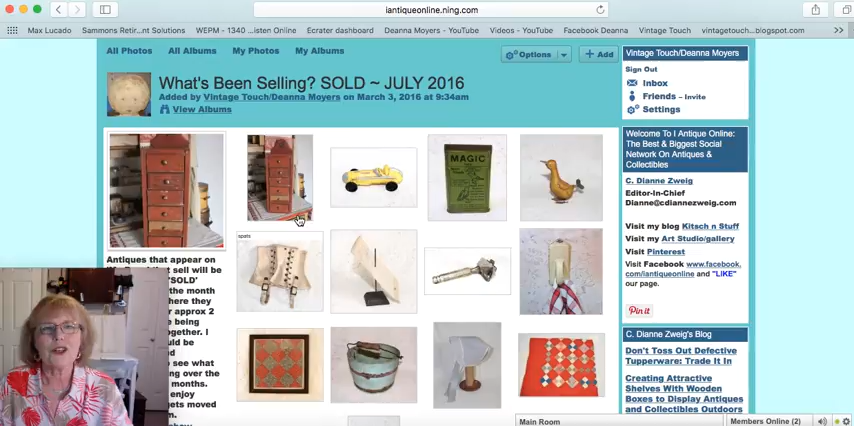 iantiqueonline.ning.com
Max Lucado
Sammons Retir...nt Solutions
WEPM - 1340 ...isten Online
Ecrater dashboard
Deanna Moyers - YouTube
Videos - YouTube
Facebook Deanna
Vintage Touch
vintagetouch...blogspot.com
All Photos
All Albums
My Photos
My Albums
Options
+ Add
What's Been Selling? SOLD ~ JULY 2016
Added by Vintage Touch/Deanna Moyers on March 3, 2016 at 9:34am
View Albums
MAGIC
spats
Antiques that appear on
sell will be
'SOLD'
the month
here they
r approx 2
e being
ogether. I
uld be
d
o see what
ng over the
months.
enjoy
gets moved
m.
Vintage Touch/Deanna Moyers
Sign Out
Inbox
Friends – Invite
Settings
Welcome To I Antique Online:
The Best & Biggest Social
Network On Antiques &
Collectibles
C. Dianne Zweig
Editor-In-Chief
Dianne@cdiannezweig.com
Visit my blog Kitsch n Stuff
Visit my Art Studio/gallery
Visit Pinterest
Visit Facebook www.facebook.
com/iantiqueonline and "LIKE"
our page.
Pin it
C. Dianne Zweig's Blog
Don't Toss Out Defective
Tupperware: Trade It In
Creating Attractive
Shelves With Wooden
Boxes to Display Antiques
and Collectibles Outdoors
Main Room
Members Online (2)